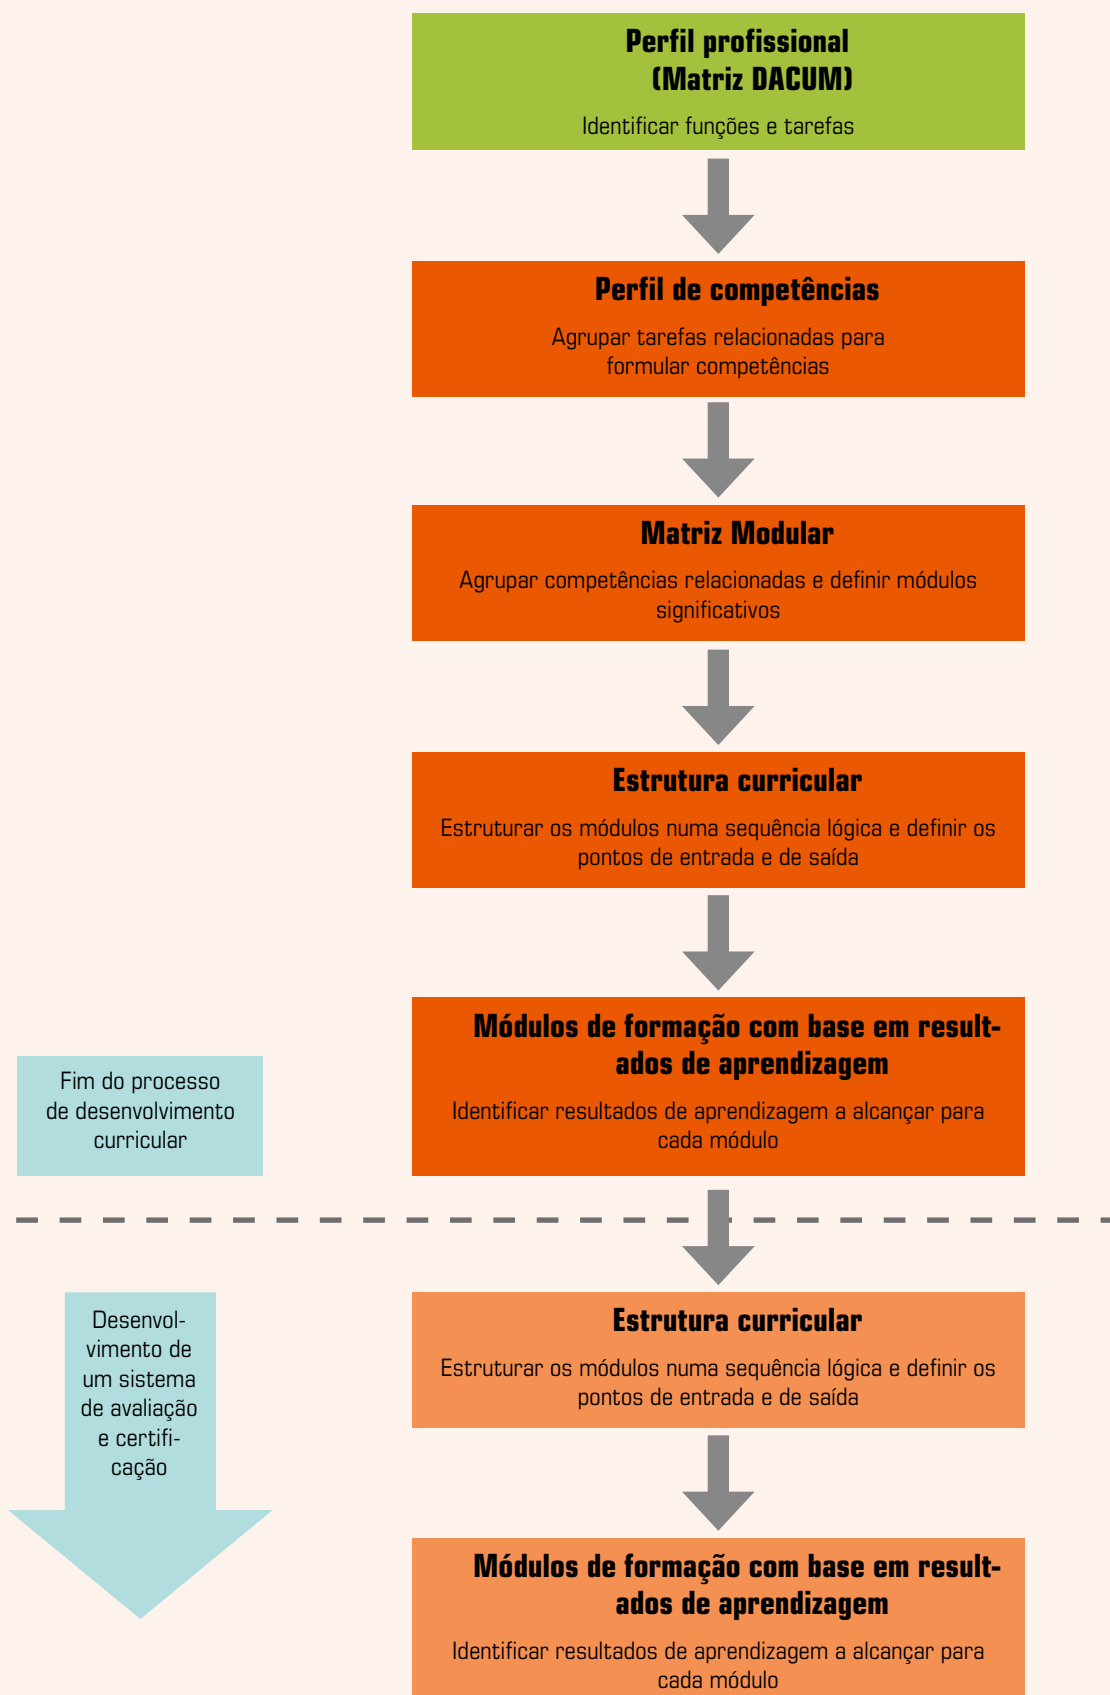 Perfil profissional
(Matriz DACUM)
Identificar funções e tarefas
Perfil de competências
Agrupar tarefas relacionadas para
formular competências
Matriz Modular
Agrupar competências relacionadas e definir módulos
significativos
Estrutura curricular
Estruturar os módulos numa sequência lógica e definir os
pontos de entrada e de saída
Módulos de formação com base em result-
ados de aprendizagem
Identificar resultados de aprendizagem a alcançar para
cada módulo
Fim do processo
de desenvolvimento
curricular
Estrutura curricular
Estruturar os módulos numa sequência lógica e definir os
pontos de entrada e de saída
Desenvol-
vimento de
um sistema
de avaliação
e certifi-
cação
Módulos de formação com base em result-
ados de aprendizagem
Identificar resultados de aprendizagem a alcançar para
cada módulo